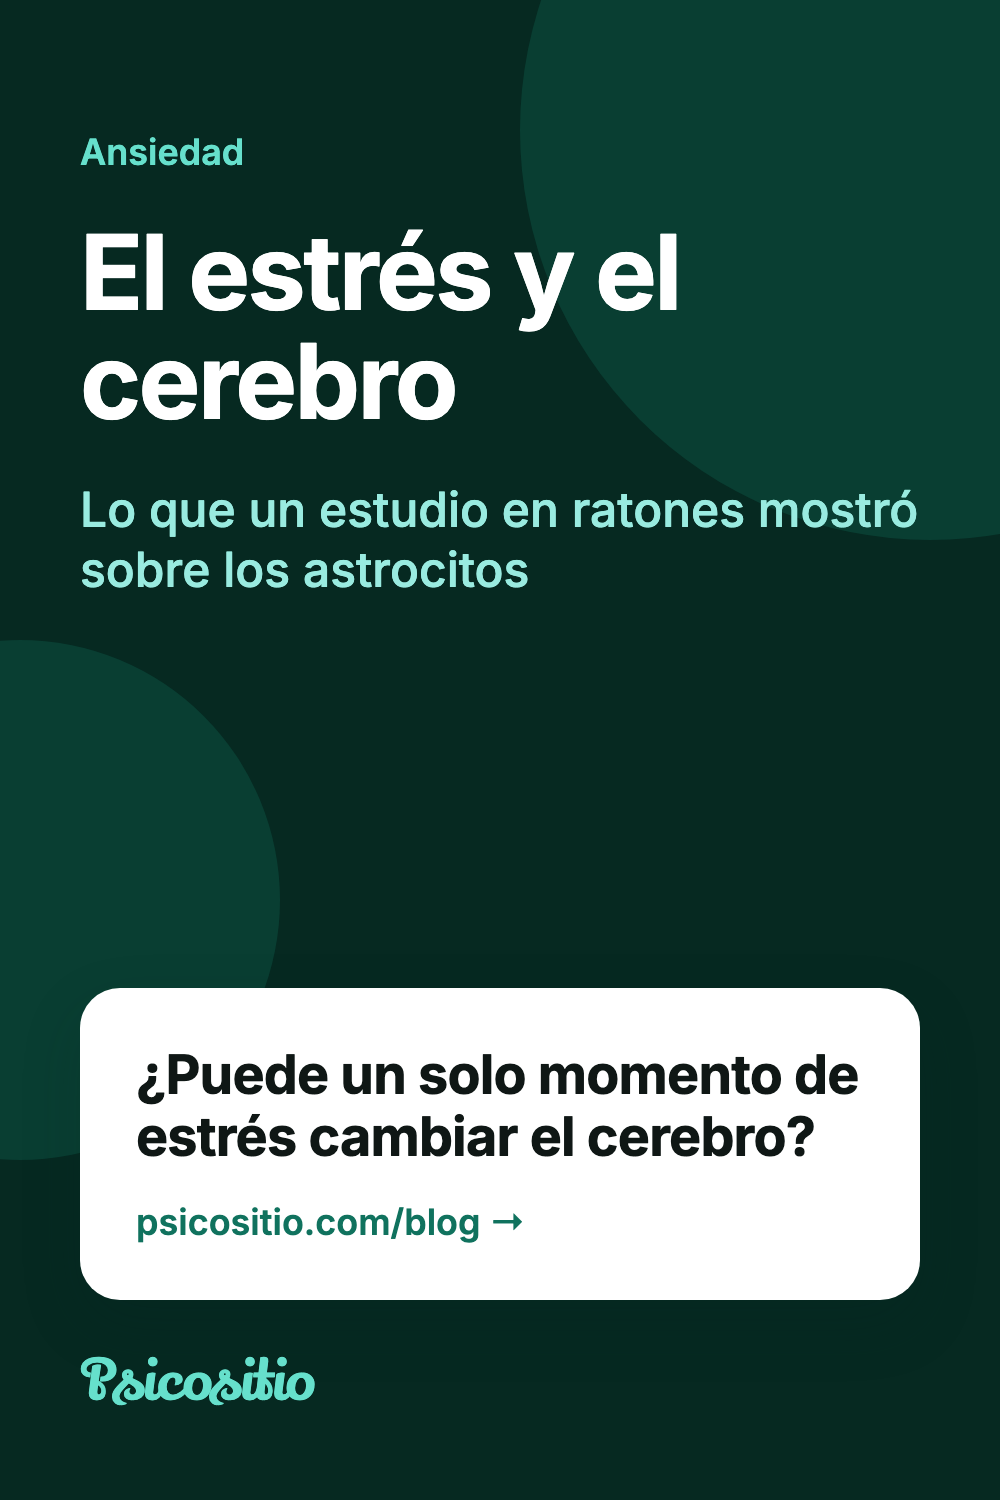 Ansiedad
El estrés y el
cerebro
Lo que un estudio en ratones mostró
sobre los astrocitos
¿Puede un solo momento de
estrés cambiar el cerebro?
psicositio.com/blog →
Psicositio